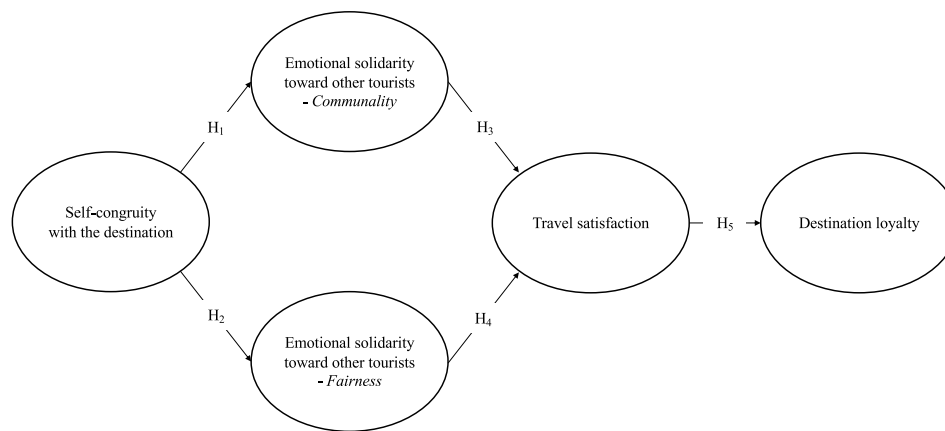 Emotional solidarity
toward other tourists
- Communality
H₁
H₃
Self-congruity
with the destination
Travel satisfaction
H₅
Destination loyalty
H₂
H₄
Emotional solidarity
toward other tourists
- Fairness